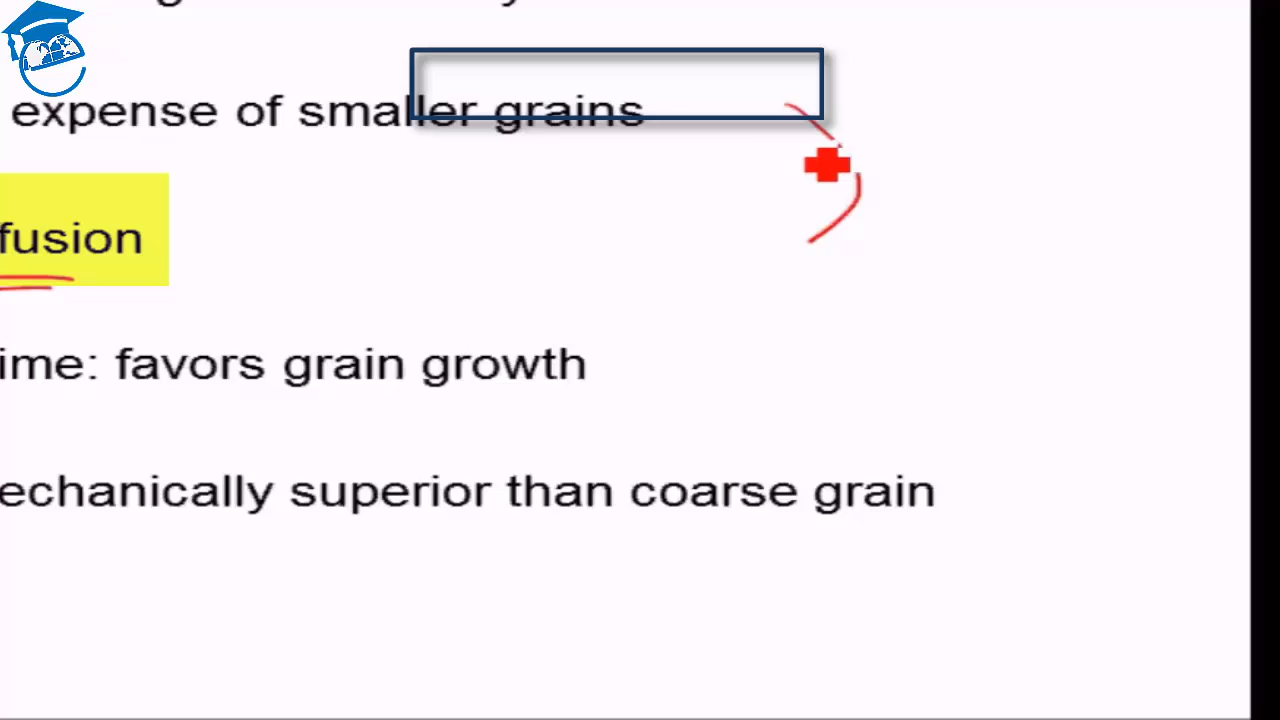 expense of smaller grains
fusion
ime: favors grain growth
echanically superior than coarse grain